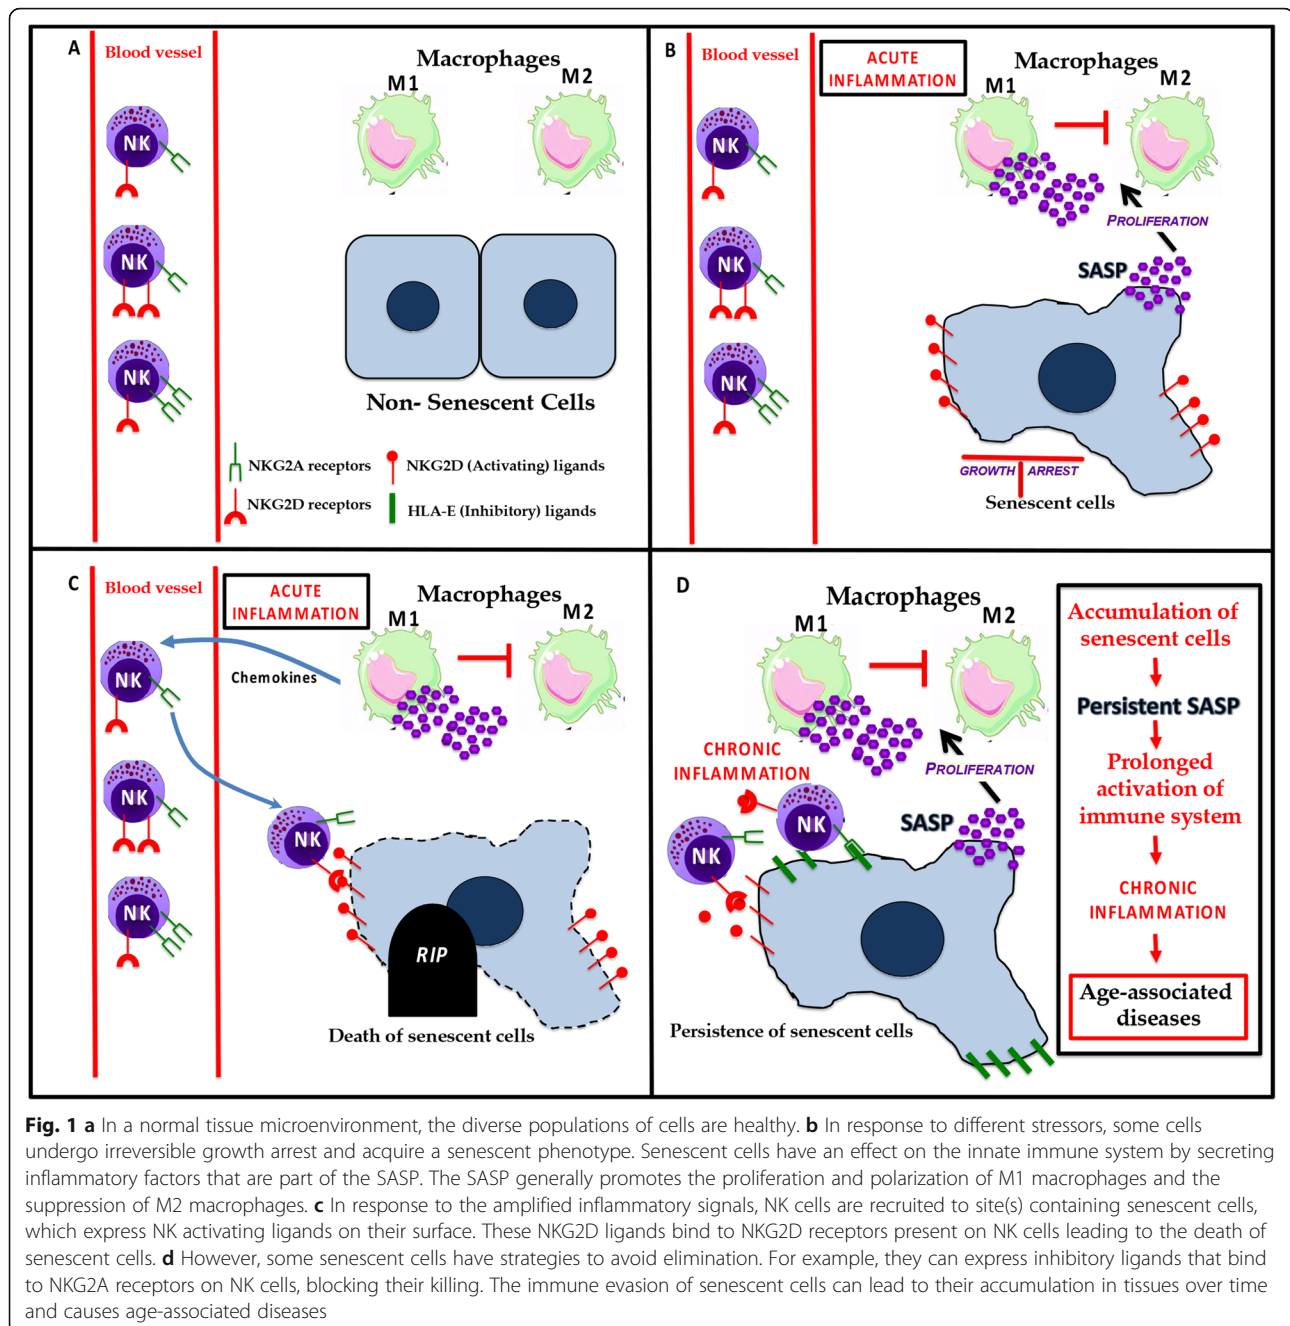 A
Blood vessel
Macrophages
M1
M2
NK
NK
NK
Non- Senescent Cells
NKG2A receptors
NKG2D (Activating) ligands
NKG2D receptors
HLA-E (Inhibitory) ligands
B
Blood vessel
ACUTE
INFLAMMATION
Macrophages
M1
M2
NK
NK
NK
PROLIFERATION
SASP
GROWTH ARREST
Senescent cells
C
Blood vessel
ACUTE
INFLAMMATION
Macrophages
M1
M2
Chemokines
NK
NK
NK
NK
RIP
Death of senescent cells
D
Macrophages
M1
M2
CHRONIC
INFLAMMATION
PROLIFERATION
SASP
NK
NK
Persistence of senescent cells
Accumulation of
senescent cells
Persistent SASP
Prolonged
activation of
immune system
CHRONIC
INFLAMMATION
Age-associated
diseases
Fig. 1 a In a normal tissue microenvironment, the diverse populations of cells are healthy. b In response to different stressors, some cells
undergo irreversible growth arrest and acquire a senescent phenotype. Senescent cells have an effect on the innate immune system by secreting
inflammatory factors that are part of the SASP. The SASP generally promotes the proliferation and polarization of M1 macrophages and the
suppression of M2 macrophages. c In response to the amplified inflammatory signals, NK cells are recruited to site(s) containing senescent cells,
which express NK activating ligands on their surface. These NKG2D ligands bind to NKG2D receptors present on NK cells leading to the death of
senescent cells. d However, some senescent cells have strategies to avoid elimination. For example, they can express inhibitory ligands that bind
to NKG2A receptors on NK cells, blocking their killing. The immune evasion of senescent cells can lead to their accumulation in tissues over time
and causes age-associated diseases